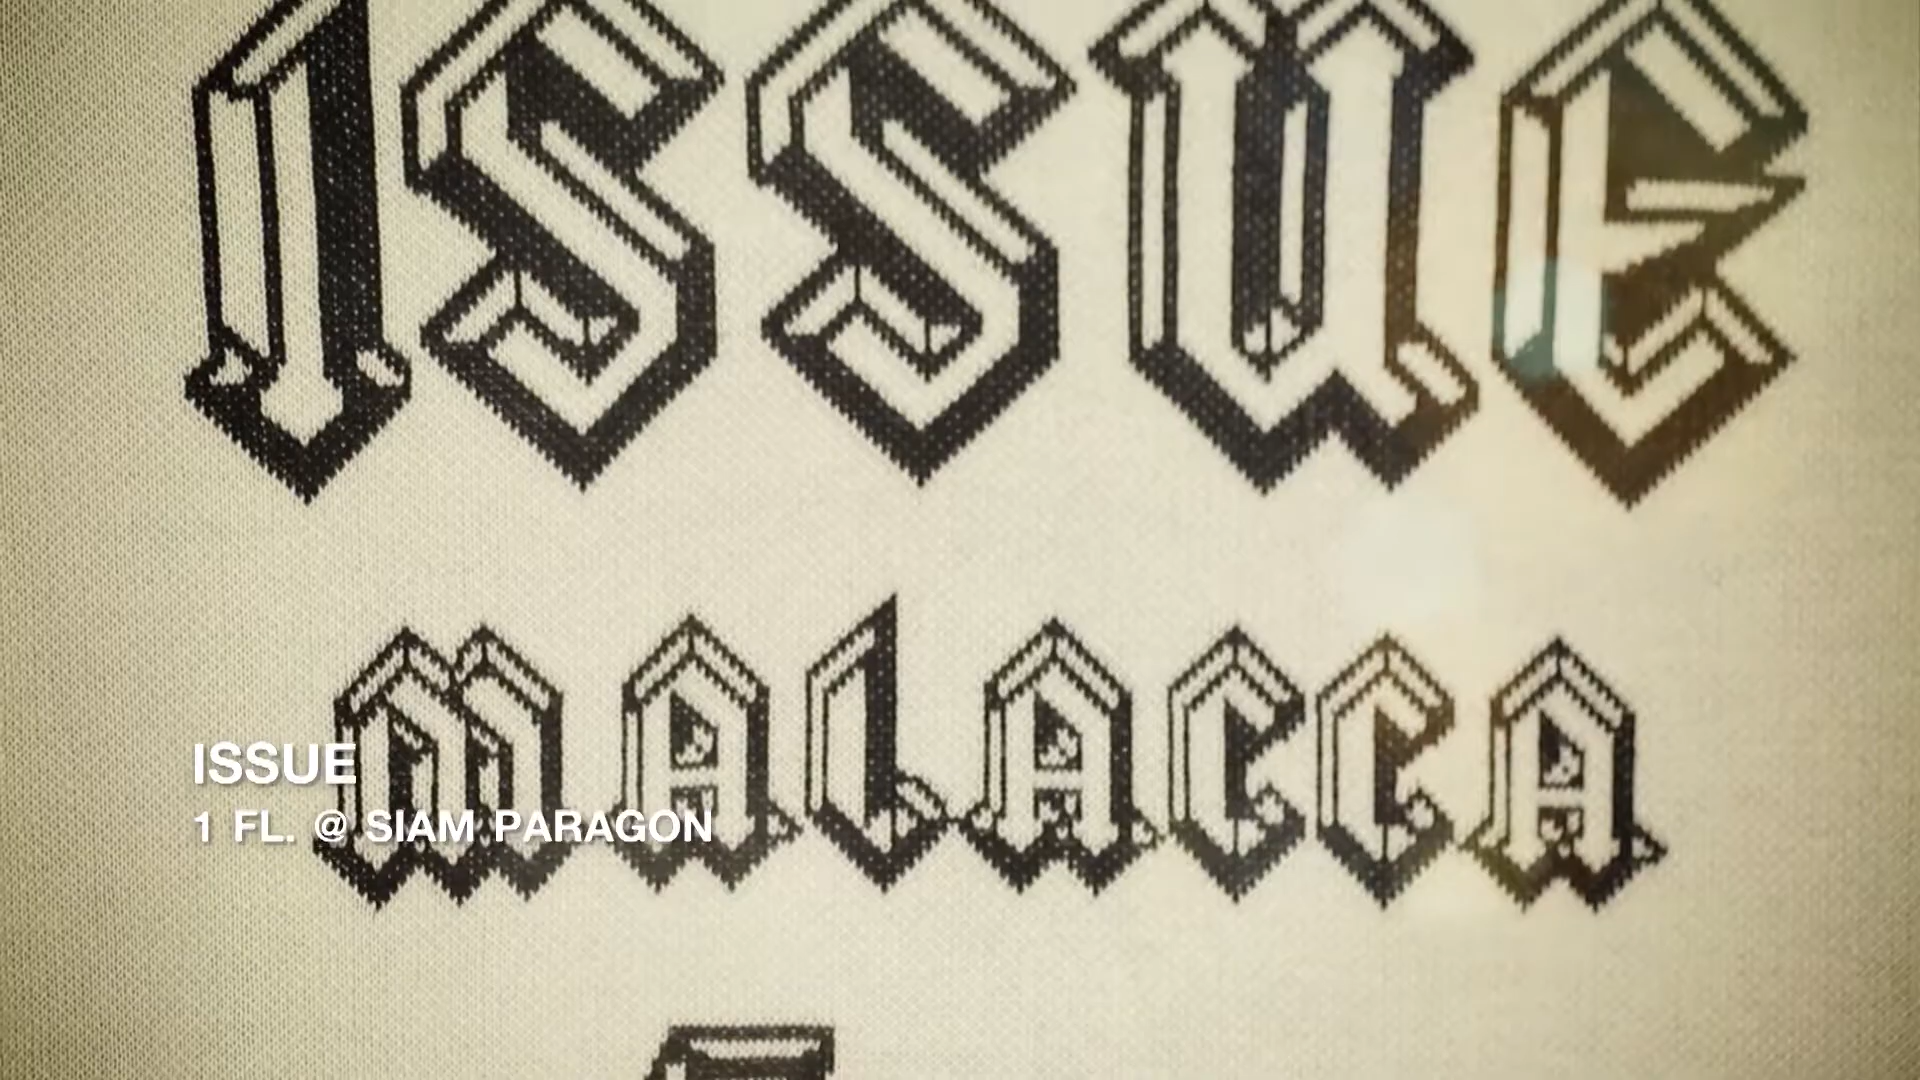 ISSUE
MALACCA
ISSUE
1 FL. @ SIAM PARAGON